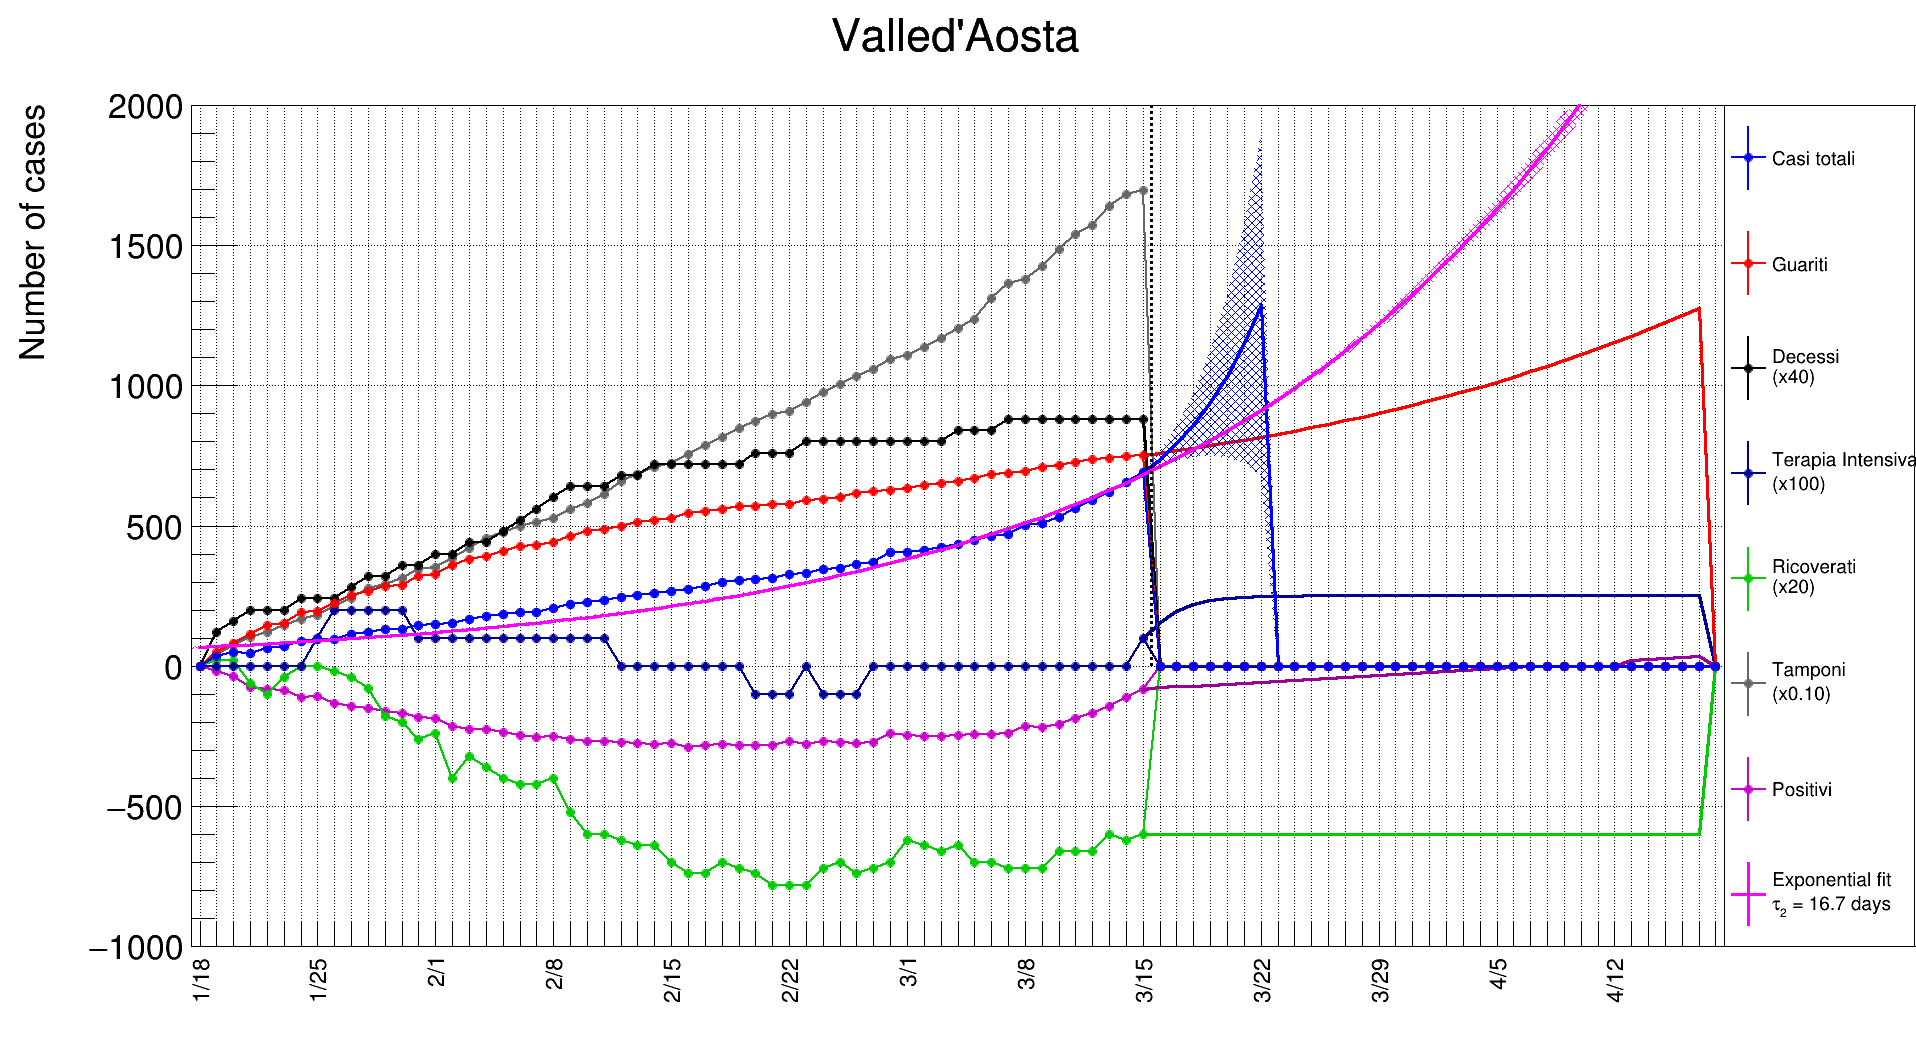 Valled'Aosta
Number of cases
2000
1500
1000
500
0
−500
−1000
1/18
1/25
2/1
2/8
2/15
2/22
3/1
3/8
3/15
3/22
3/29
4/5
4/12
Casi totali
Guariti
Decessi
(x40)
Terapia Intensiva
(x100)
Ricoverati
(x20)
Tamponi
(x0.10)
Positivi
Exponential fit
τ2 = 16.7 days